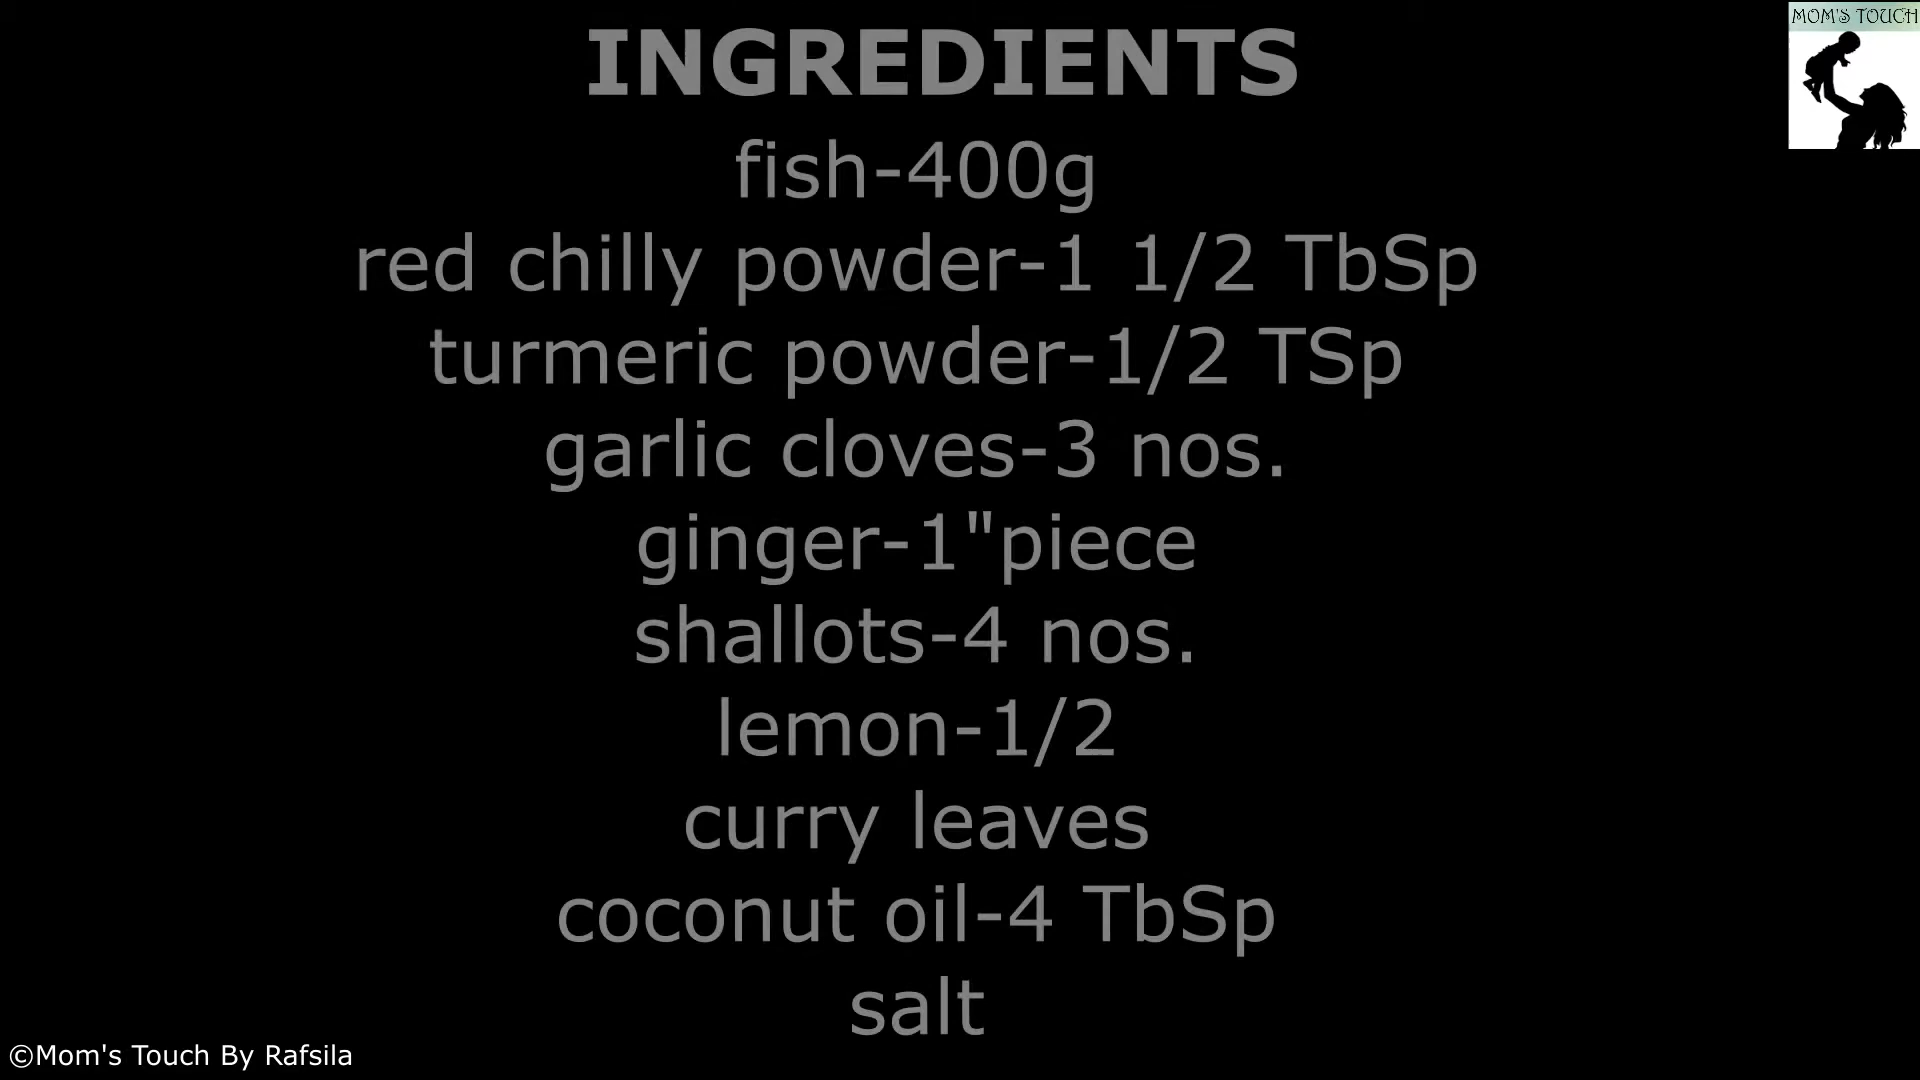 MOM'S TOUCH
INGREDIENTS
fish-400g
red chilly powder-1 1/2 TbSp
turmeric powder-1/2 TSp
garlic cloves-3 nos.
ginger-1"piece
shallots-4 nos.
lemon-1/2
curry leaves
coconut oil-4 TbSp
salt
©Mom's Touch By Rafsila